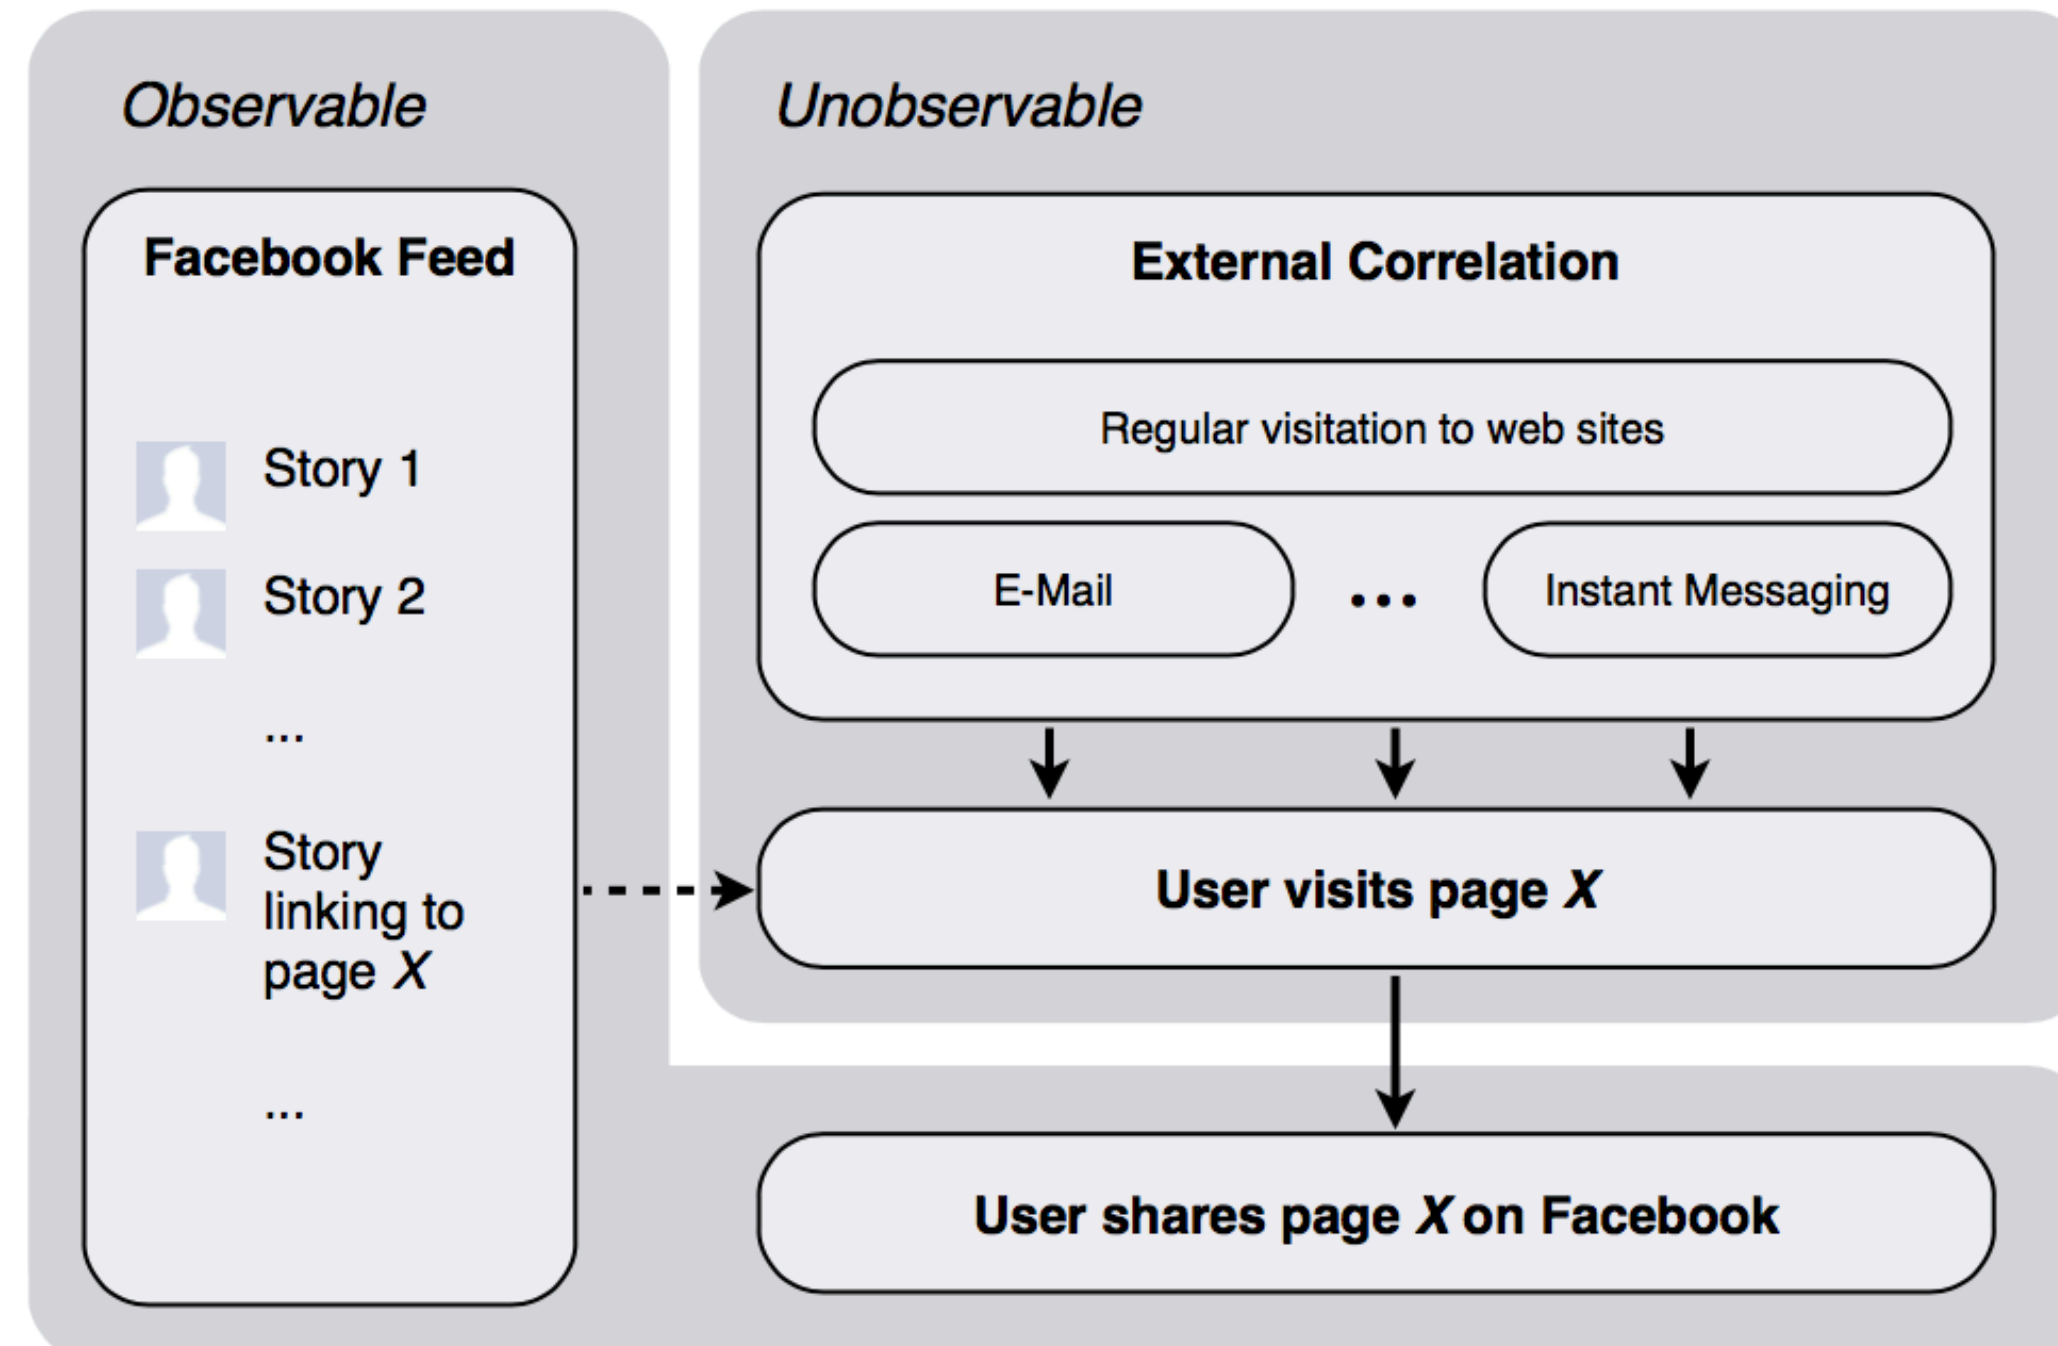 Observable
Facebook Feed
Story 1
Story 2
...
Story
linking to
page X
...
Unobservable
External Correlation
Regular visitation to web sites
E-Mail
...
Instant Messaging
User visits page X
User shares page X on Facebook